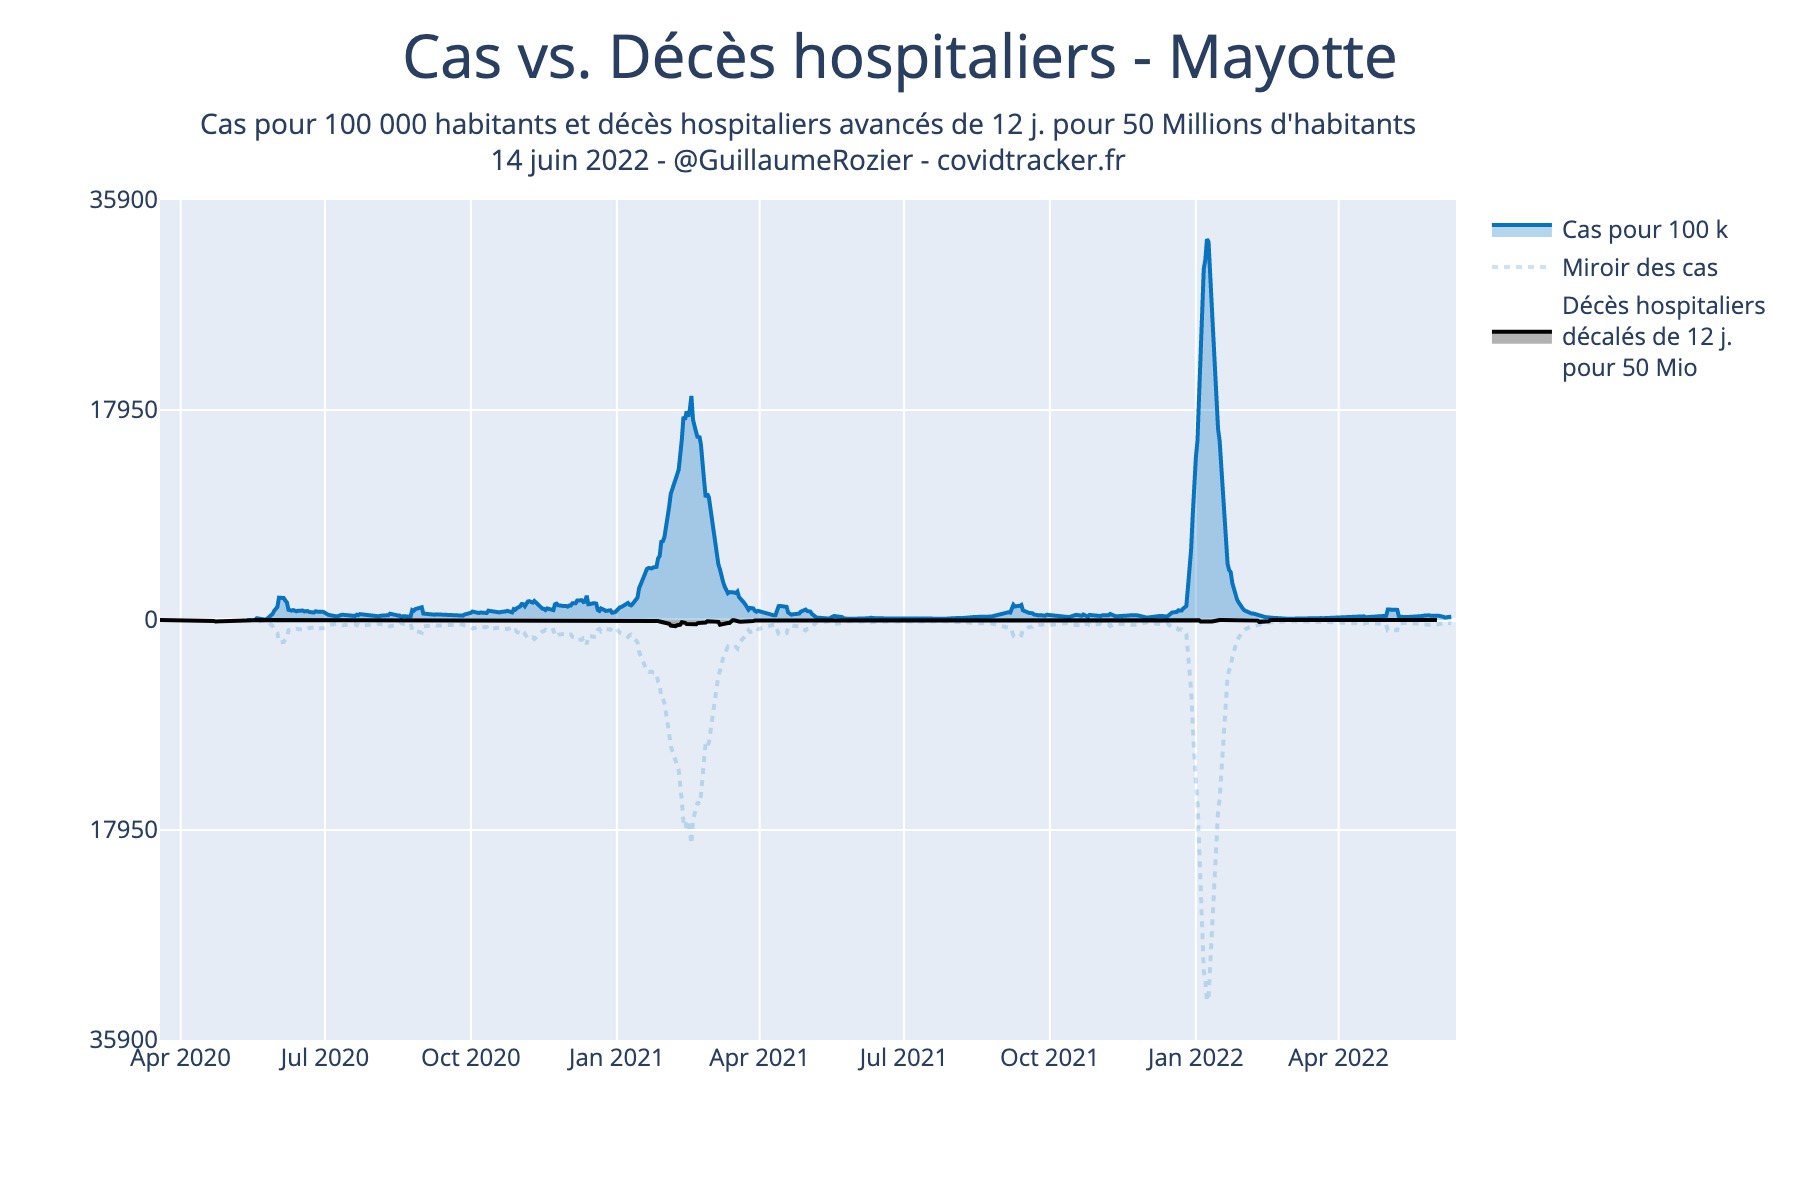 Cas vs. Décès hospitaliers - Mayotte
Cas pour 100 000 habitants et décès hospitaliers avancés de 12 j. pour 50 Millions d'habitants
14 juin 2022 - @GuillaumeRozier - covidtracker.fr
35900
17950
0
17950
35900
Apr 2020 Jul 2020 Oct 2020 Jan 2021 Apr 2021 Jul 2021 Oct 2021 Jan 2022 Apr 2022
Cas pour 100 k
Miroir des cas
Décès hospitaliers
décalés de 12 j.
pour 50 Mio